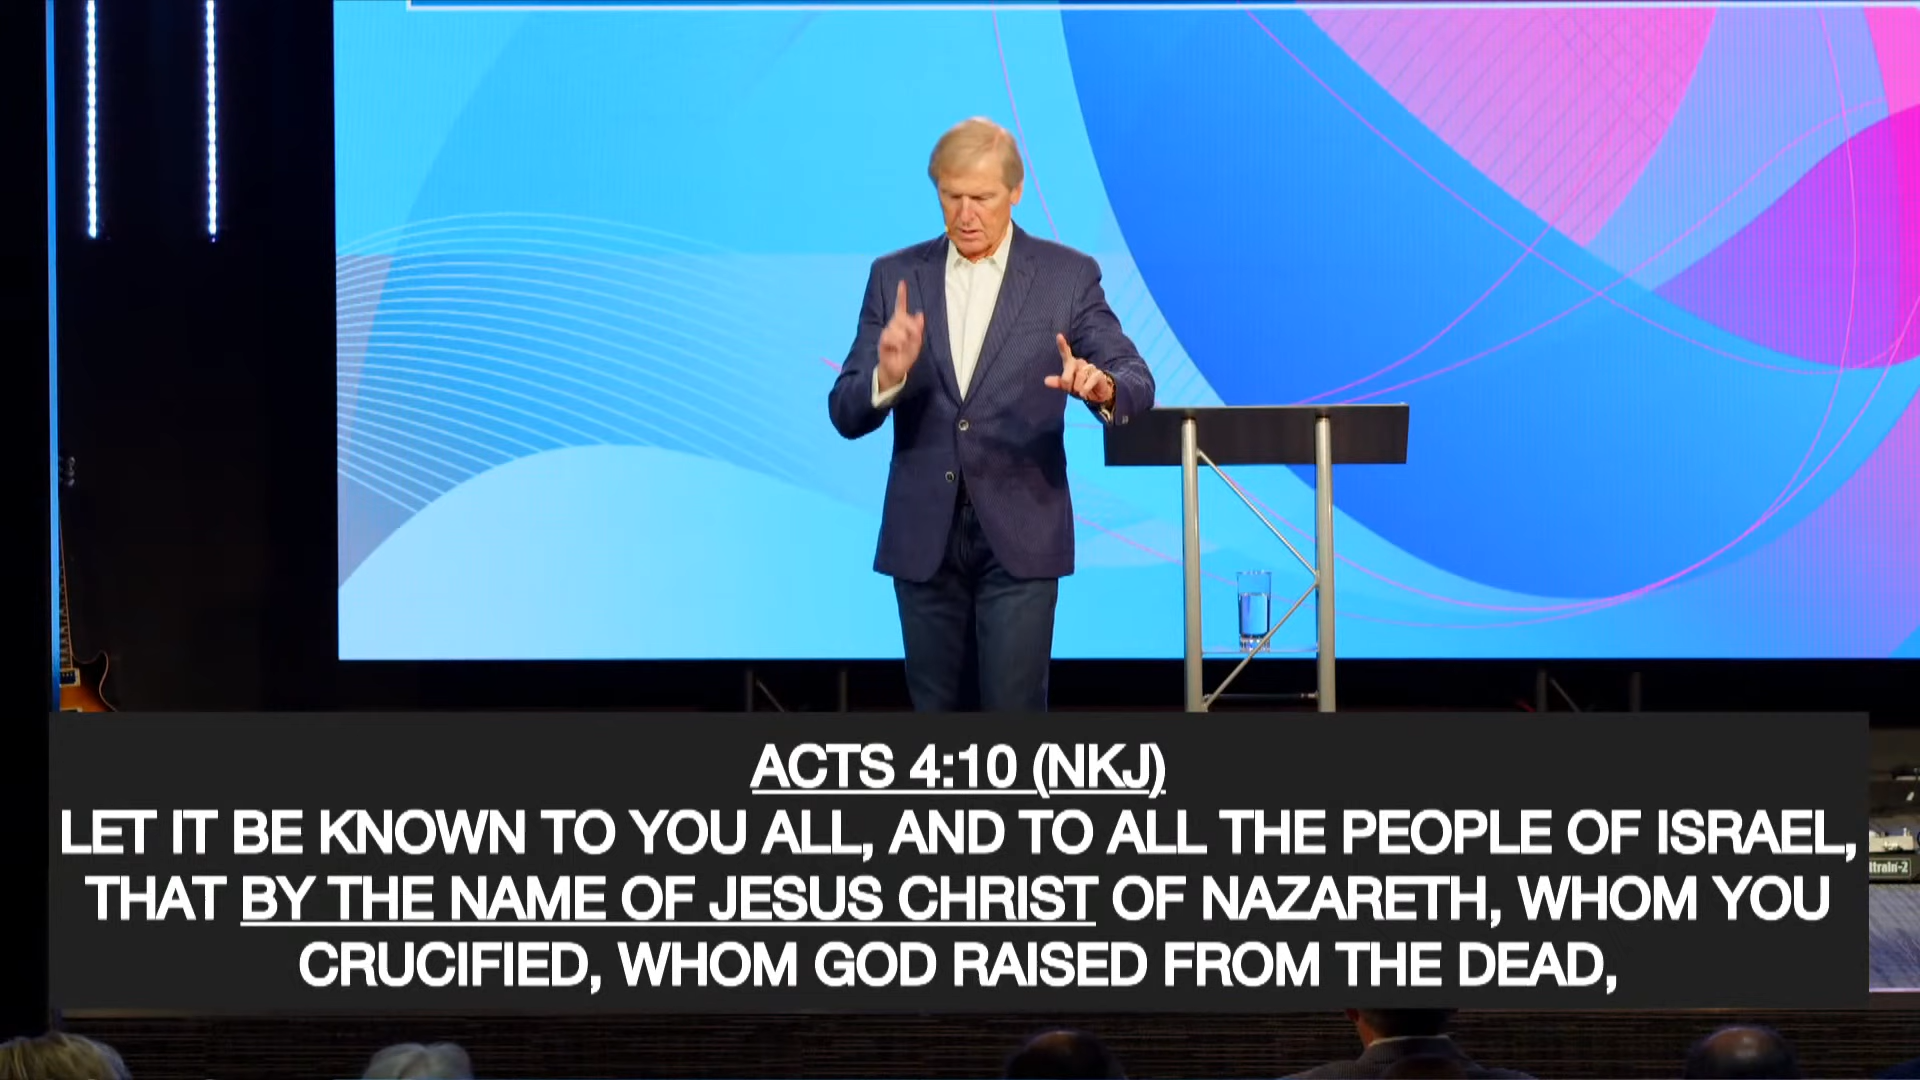 ACTS 4:10 (NKJ)
LET IT BE KNOWN TO YOU ALL, AND TO ALL THE PEOPLE OF ISRAEL,
THAT BY THE NAME OF JESUS CHRIST OF NAZARETH, WHOM YOU
CRUCIFIED, WHOM GOD RAISED FROM THE DEAD,